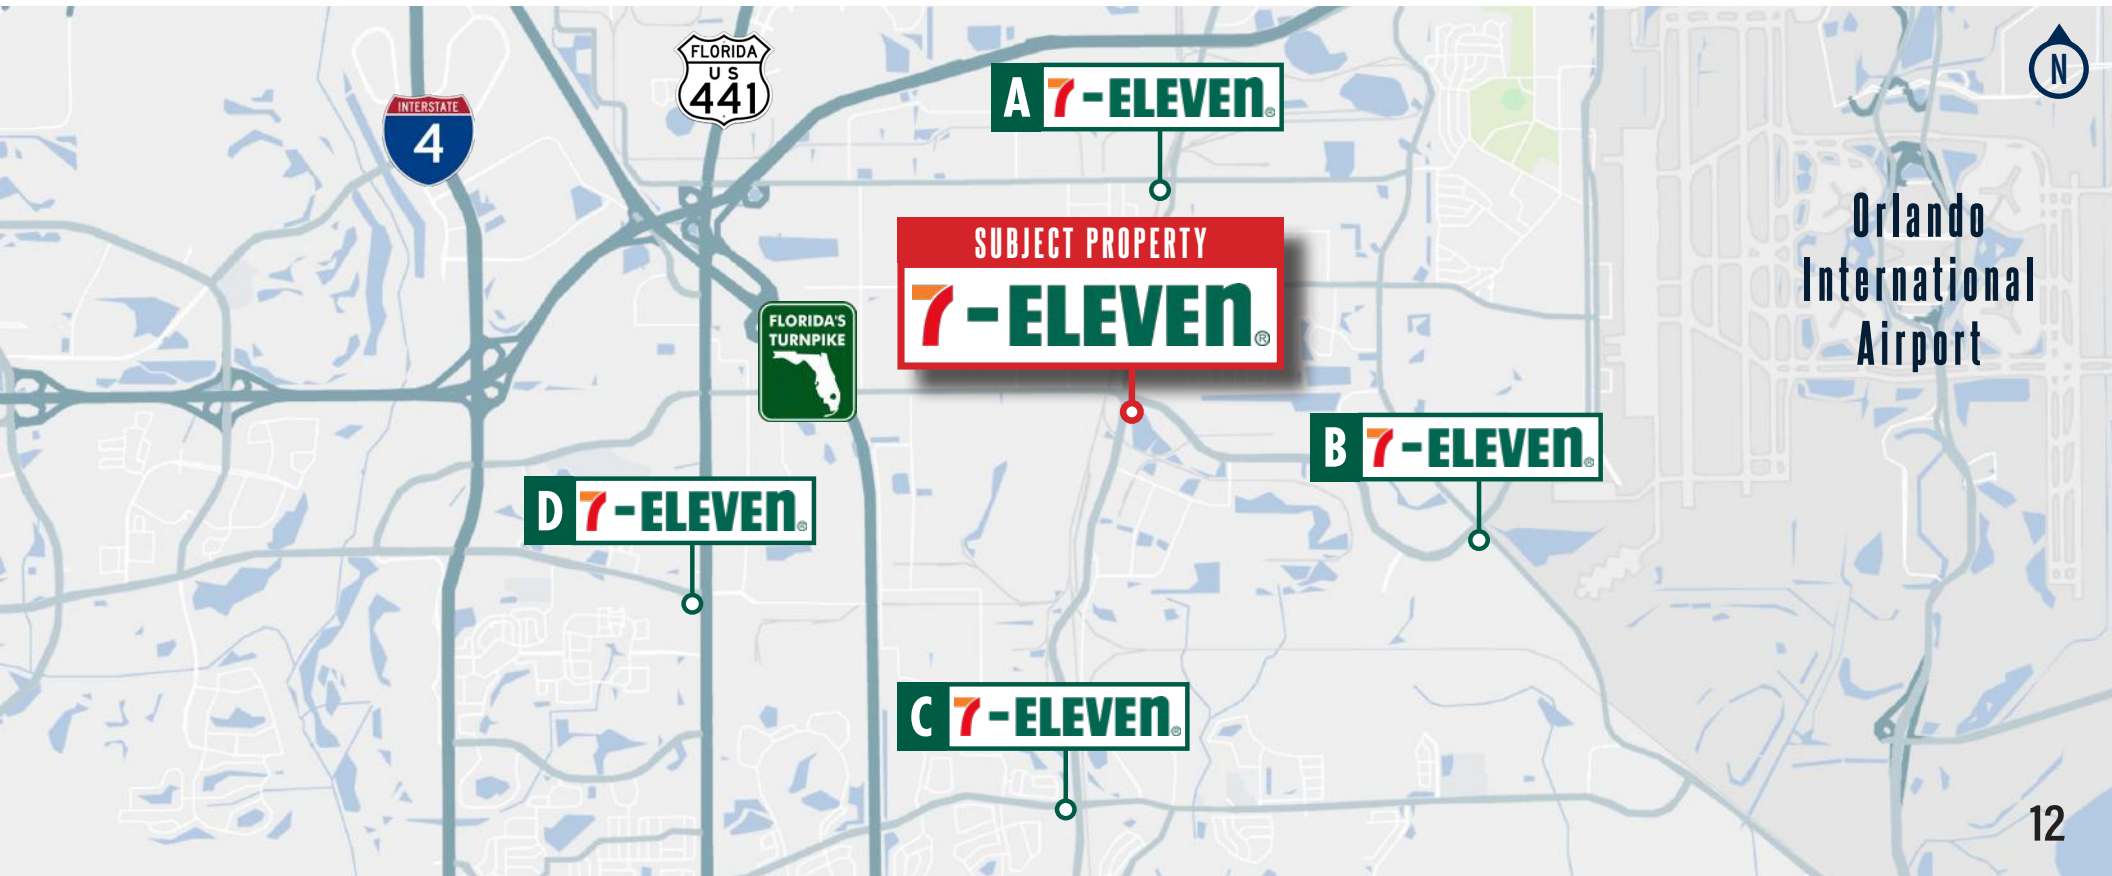 FLORIDA
US
441
INTERSTATE
4
A 7-ELEVEn®
N
SUBJECT PROPERTY
7-ELEVEn®
Orlando
International
Airport
FLORIDA'S
TURNPIKE
B 7-ELEVEn®
D 7-ELEVEn®
C 7-ELEVEn®
12